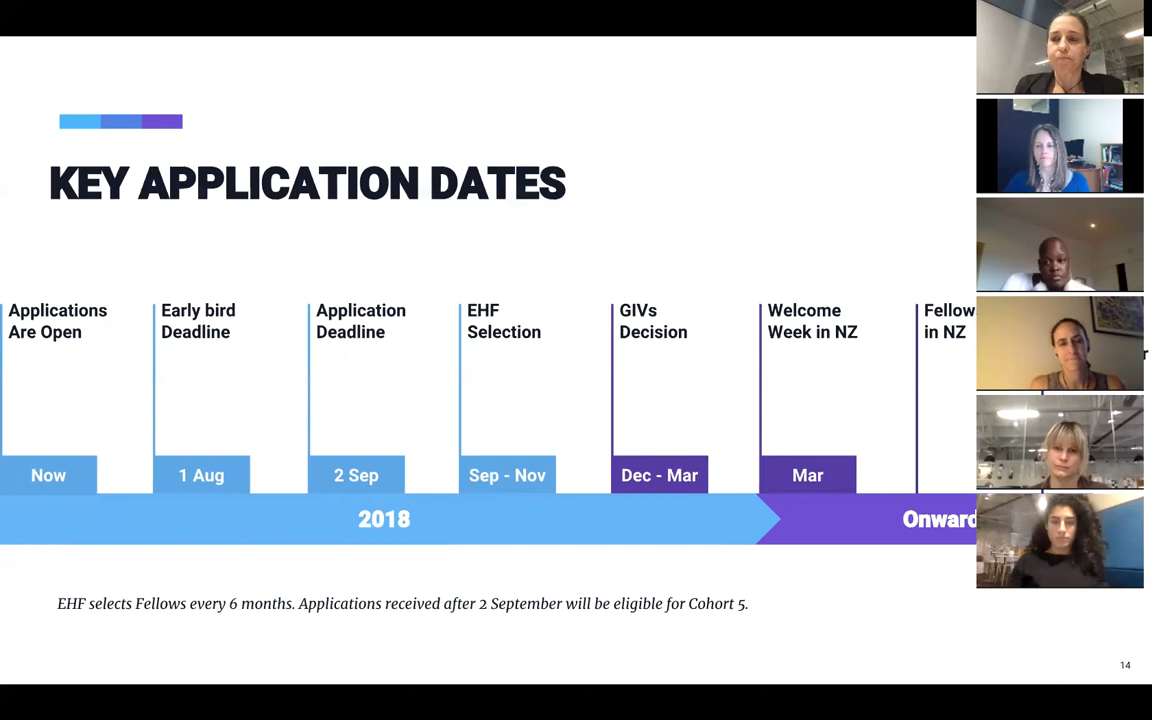 KEY APPLICATION DATES
Applications
Are Open
Early bird
Deadline
Application
Deadline
EHF
Selection
GIVs
Decision
Welcome
Week in NZ
Fellow
in NZ
Now
1 Aug
2 Sep
Sep - Nov
Dec - Mar
Mar
2018
Onward
EHF selects Fellows every 6 months. Applications received after 2 September will be eligible for Cohort 5.
14